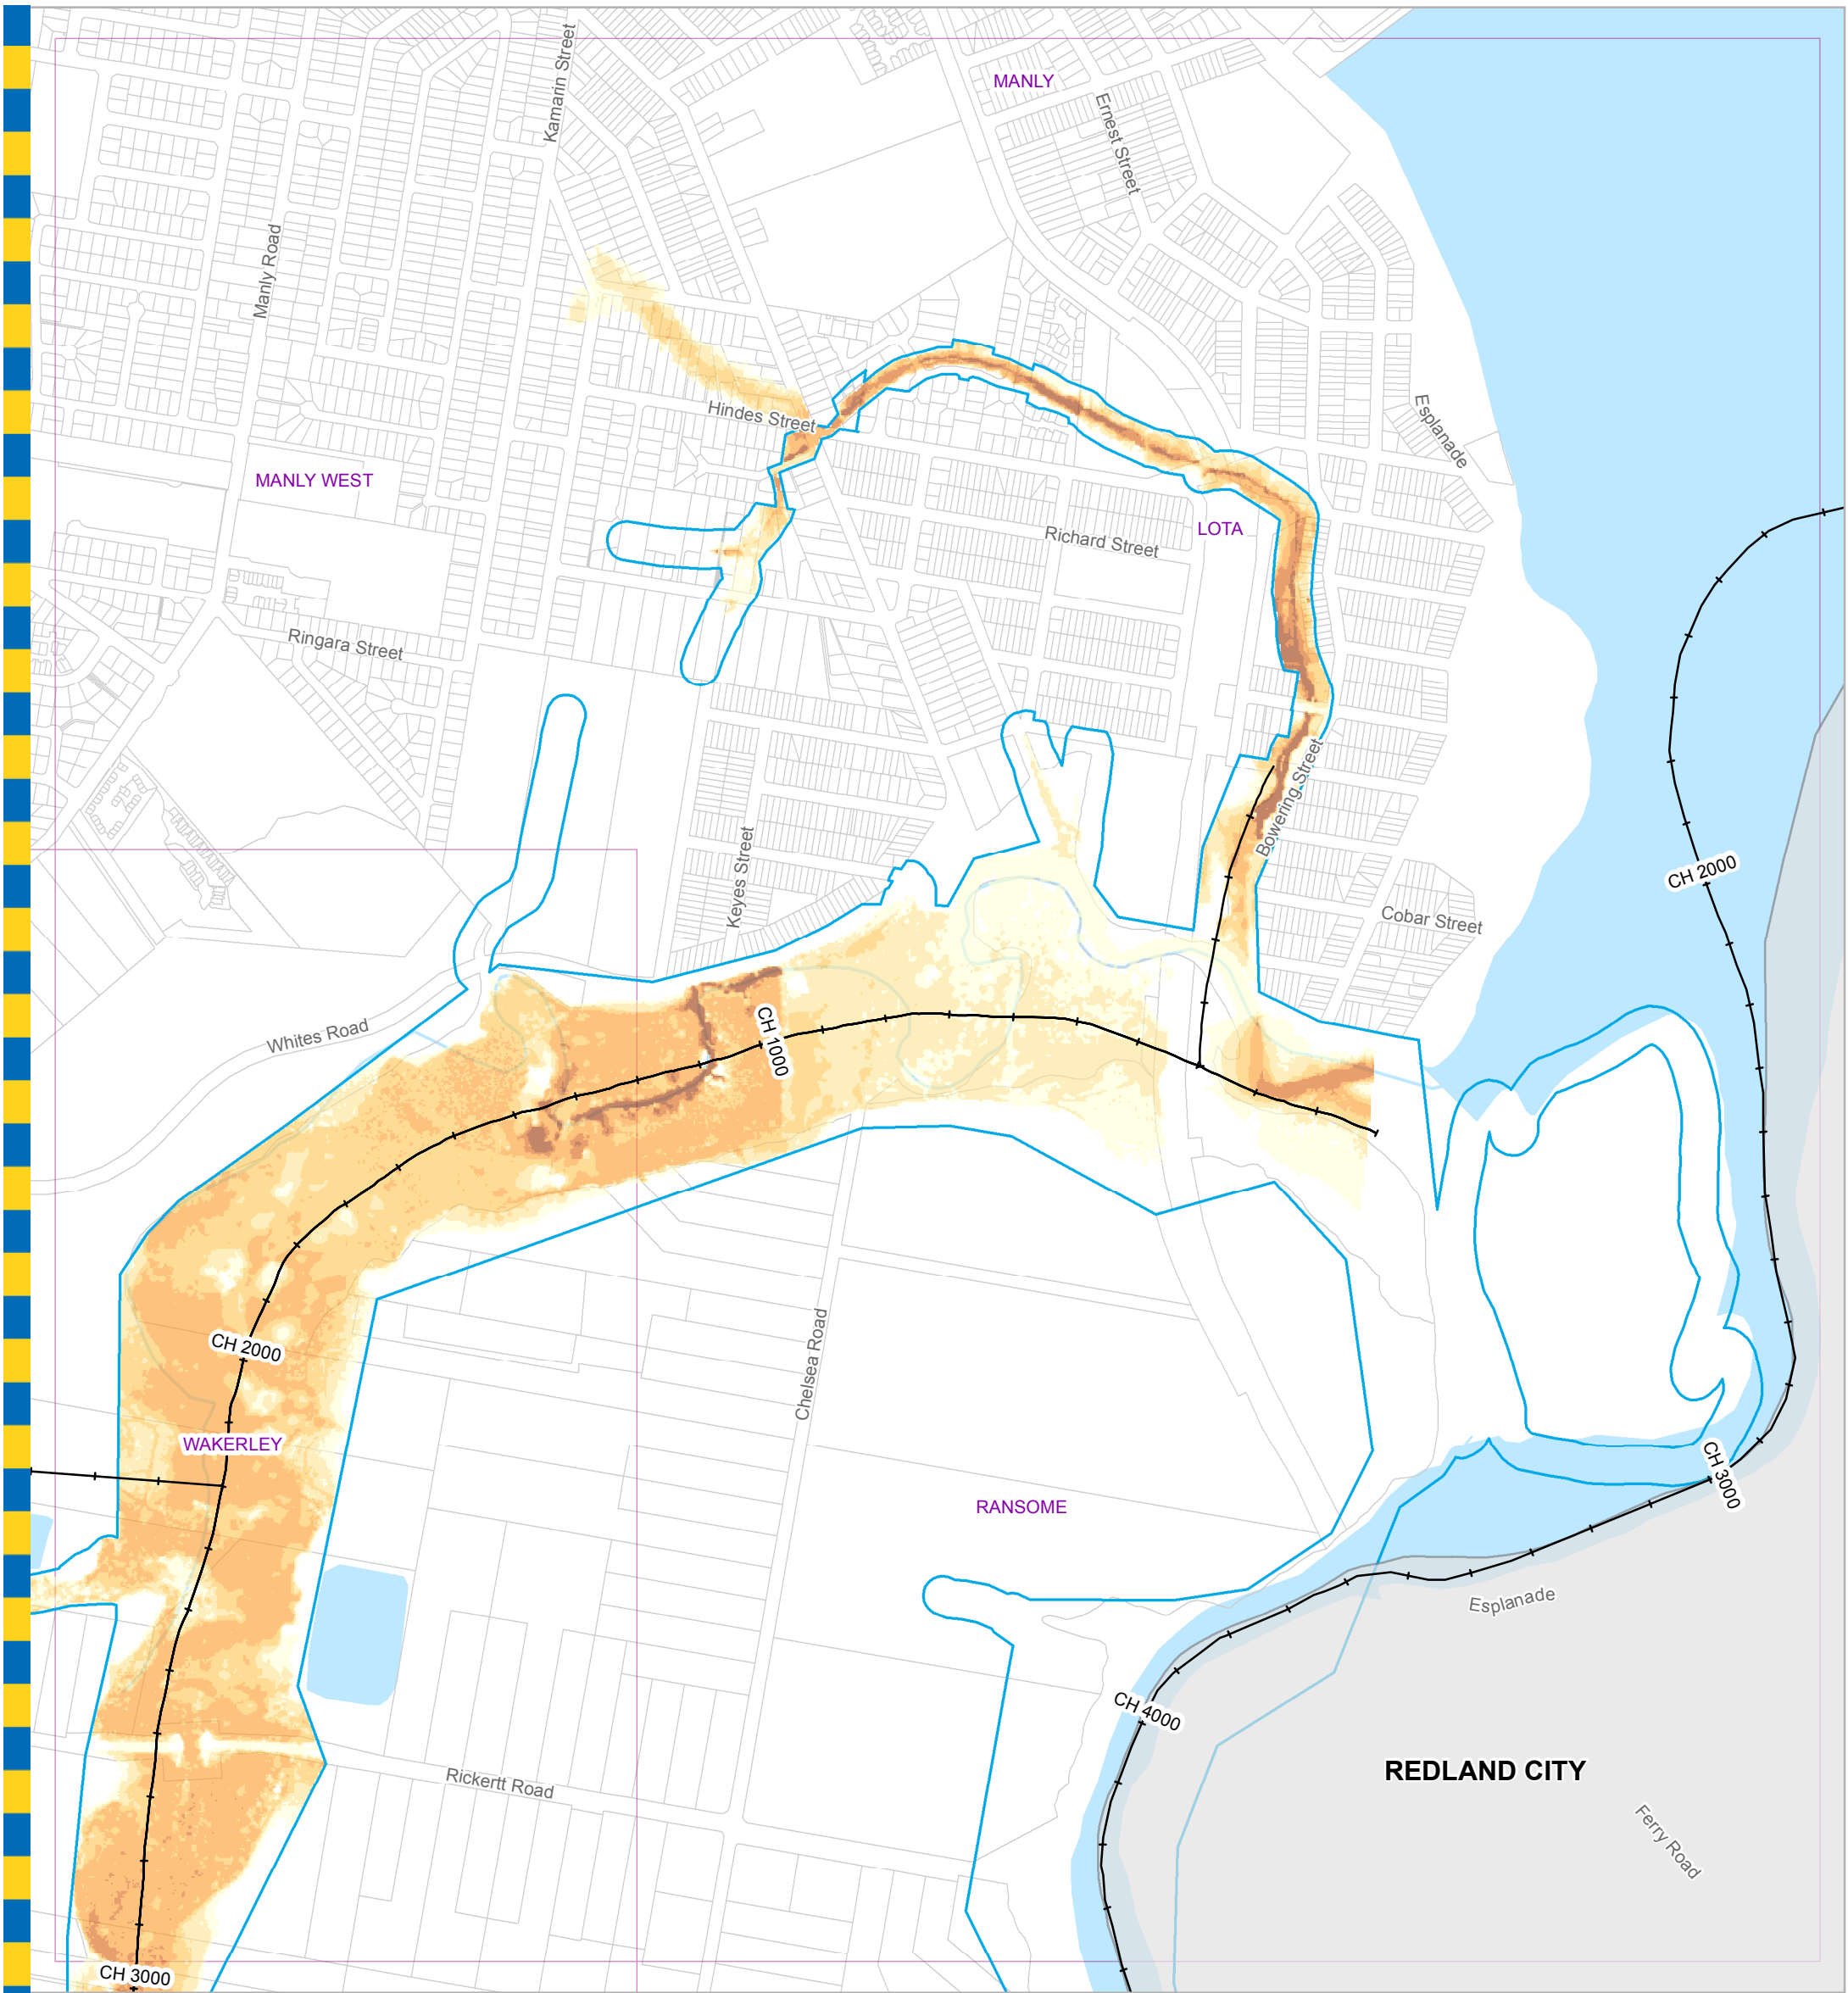 Kamarin Street
MANLY
Ernest Street
Manly Road
Hindes Street
Esplanade
MANLY WEST
Richard Street
LOTA
Ringara Street
Bowering Street
CH 2000
Keyes Street
Cobar Street
Whites Road
CH 1000
CH 2000
Chelsea Road
WAKERLEY
CH 3000
RANSOME
Esplanade
CH 4000
REDLAND CITY
Rickertt Road
Ferry Road
CH 3000